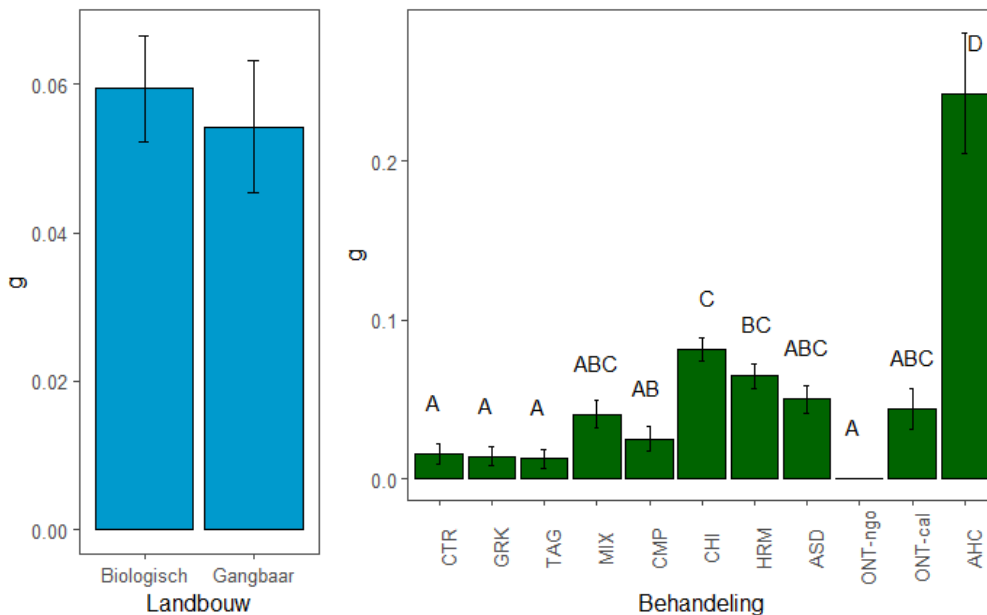 g
0.06
0.04
0.02
0.00
Biologisch Gangbaar
Landbouw
g
0.2
0.1
0.0
A A A ABC AB C BC ABC A ABC D
CTR GRK TAG MIX CMP CHI HRM ASD ONT-ngo ONT-cal AHC
Behandeling